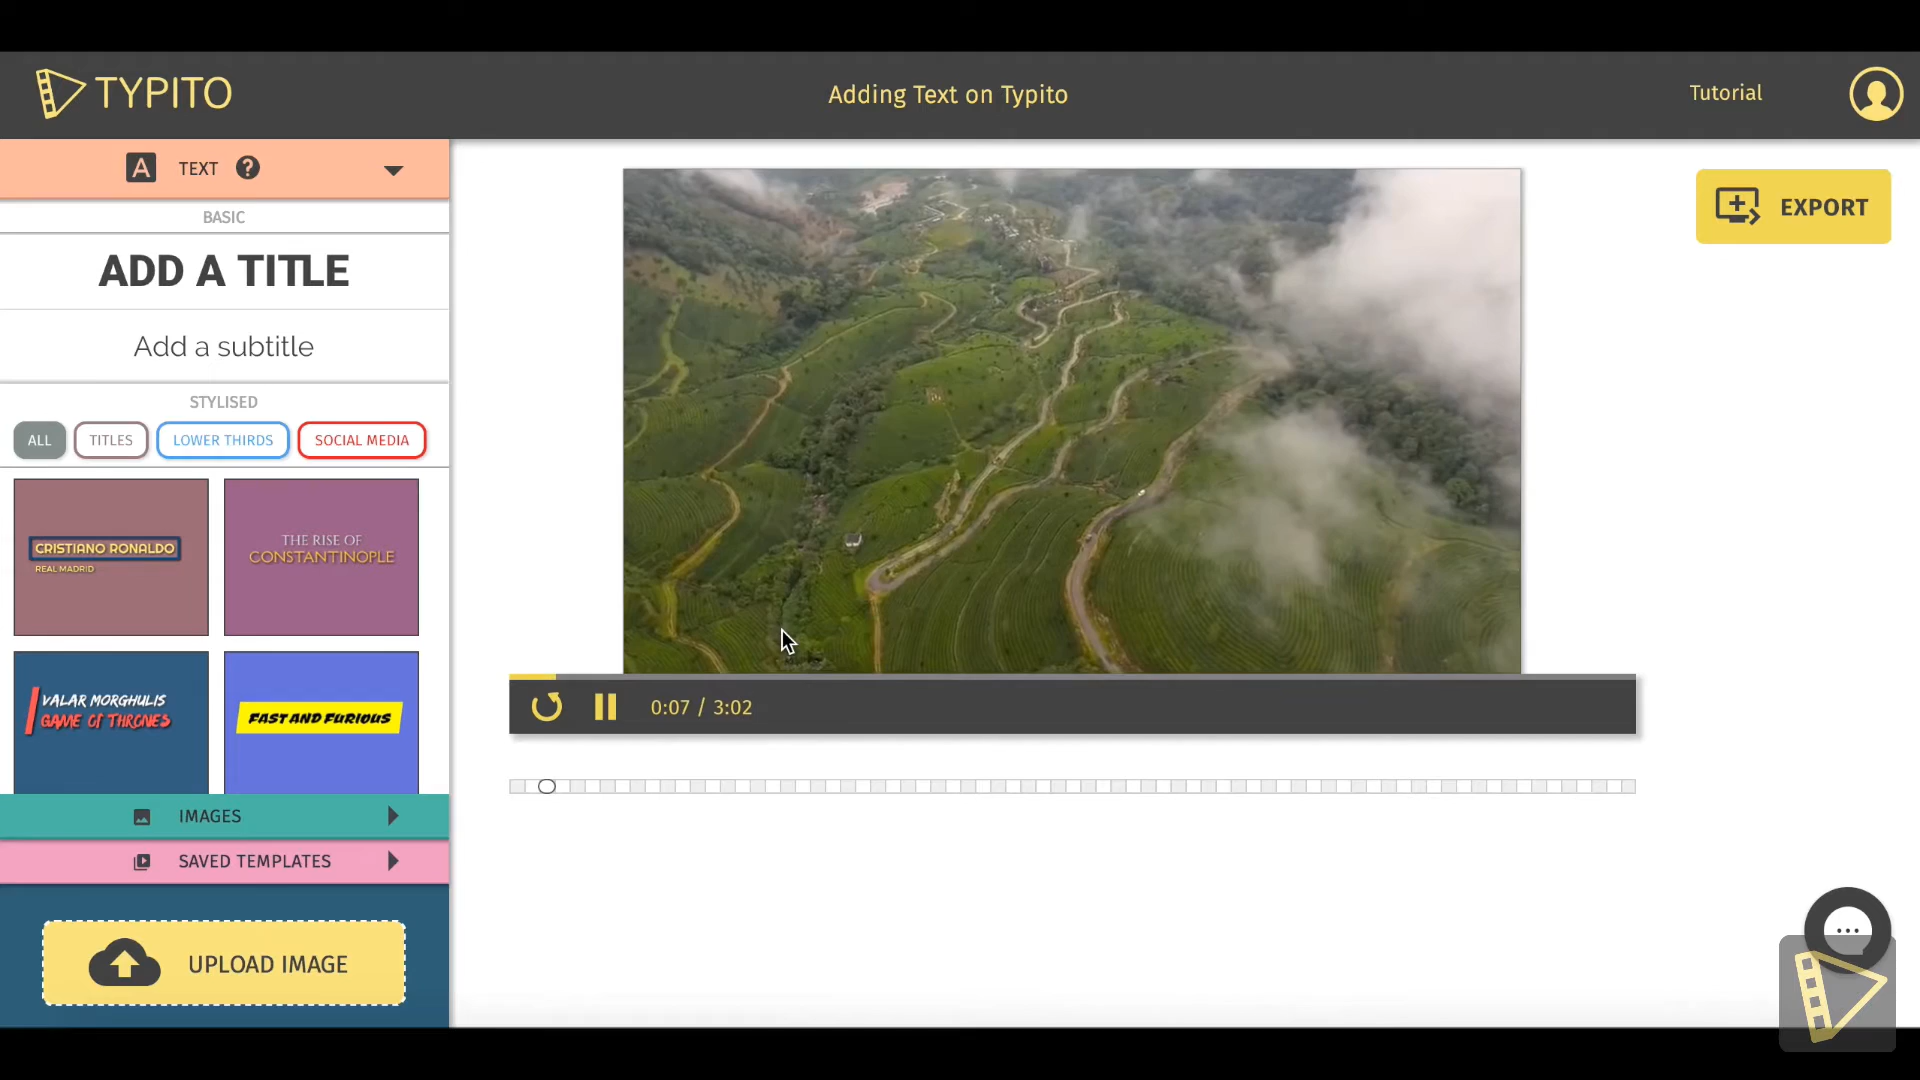 TYPITO
Adding Text on Typito
Tutorial
A TEXT ?
EXPORT
BASIC
ADD A TITLE
Add a subtitle
STYLISED
ALL
TITLES
LOWER THIRDS
SOCIAL MEDIA
CRISTIANO RONALDO
REAL MADRID
THE RISE OF
CONSTANTINOPLE
VALAR MORGHULIS
GAME Of THRONES
FAST AND FURIOUS
0:07 / 3:02
IMAGES
SAVED TEMPLATES
UPLOAD IMAGE